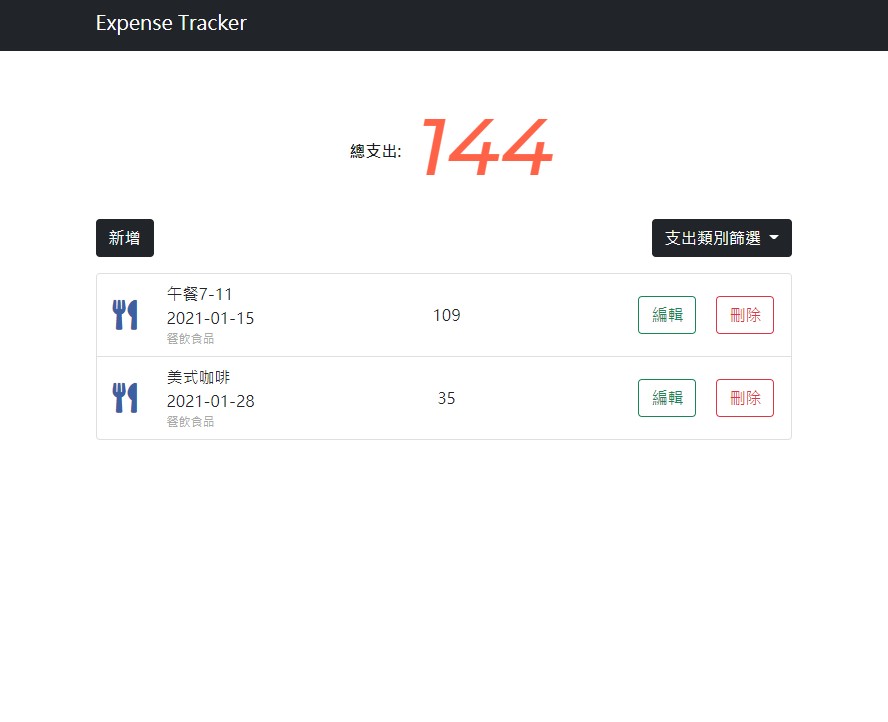 Expense Tracker
總支出: 144
新增
支出類別篩選
午餐7-11
2021-01-15
餐飲食品
109
編輯
刪除
美式咖啡
2021-01-28
餐飲食品
35
編輯
刪除